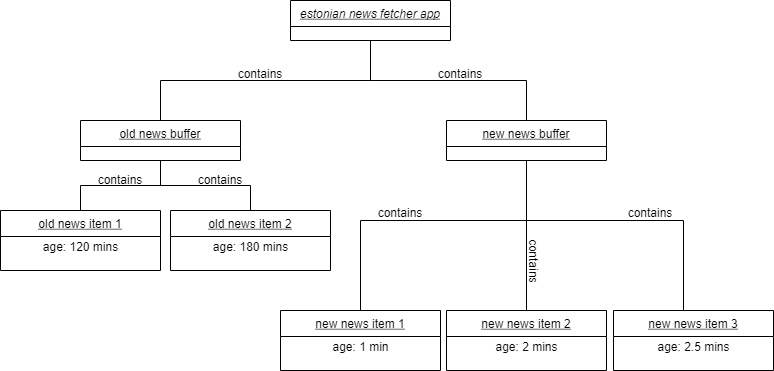 estonian news fetcher app
contains
contains
old news buffer
new news buffer
contains
contains
old news item 1
age: 120 mins
old news item 2
age: 180 mins
contains
contains
contains
new news item 1
age: 1 min
new news item 2
age: 2 mins
new news item 3
age: 2.5 mins